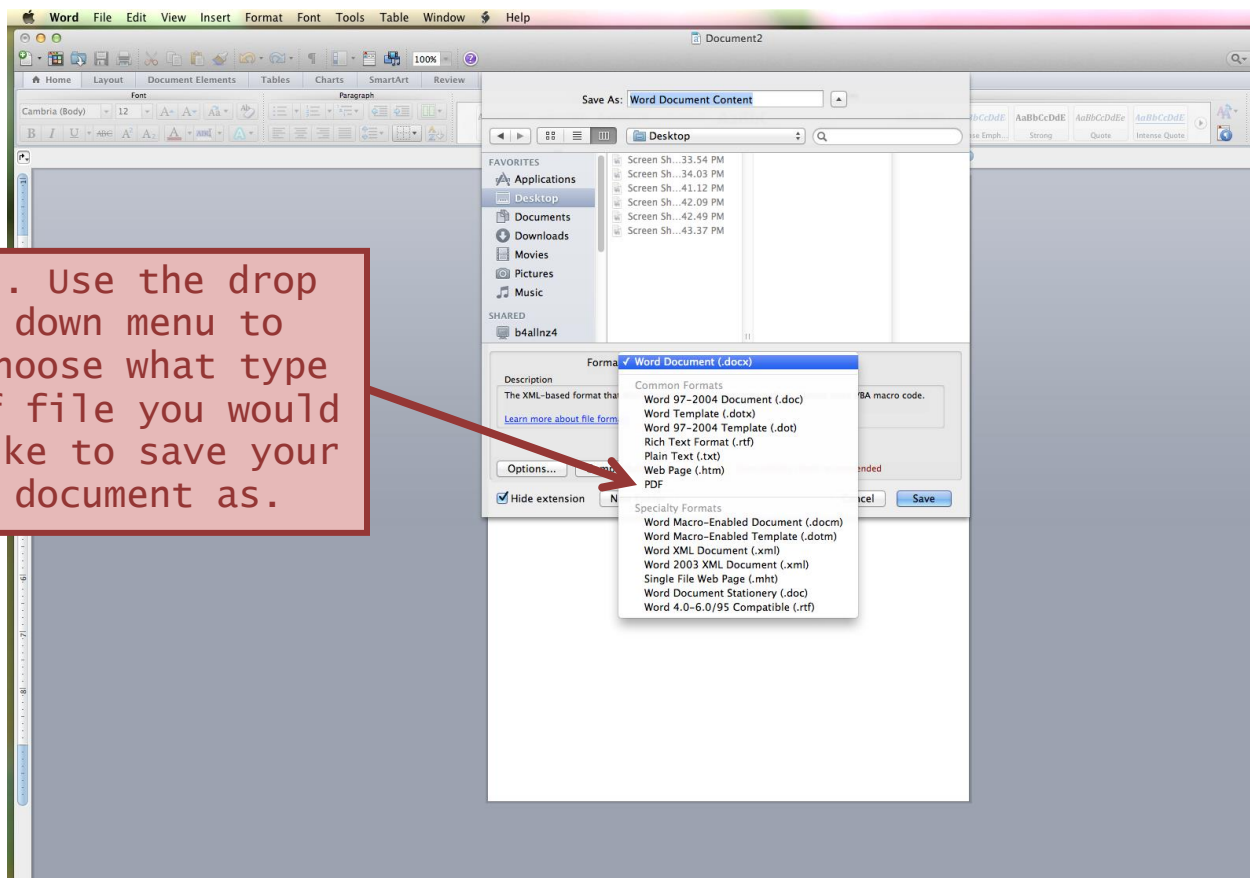 Word File Edit View Insert Format Font Tools Table Window Help
Document2
100%
Home Layout Document Elements Tables Charts SmartArt Review
Font Paragraph
Cambria (Body) 12
AaBbCcDdE AaBbCcDdEe AaBbCcDdE
Strong Quote Intense Quote
Save As: Word Document Content
Desktop
FAVORITES
Applications
Desktop
Documents
Downloads
Movies
Pictures
Music
SHARED
b4allnz4
Screen Sh...33.54 PM
Screen Sh...34.03 PM
Screen Sh...41.12 PM
Screen Sh...42.09 PM
Screen Sh...42.49 PM
Screen Sh...43.37 PM
. Use the drop
down menu to
hoose what type
f file you would
ke to save your
document as.
Forma ✓ Word Document (.docx)
Description
The XML-based format that VBA macro code.
Learn more about file form
Options...
Hide extension N cel Save
Common Formats
Word 97-2004 Document (.doc)
Word Template (.dotx)
Word 97-2004 Template (.dot)
Rich Text Format (.rtf)
Plain Text (.txt)
Web Page (.htm)
PDF
Specialty Formats
Word Macro-Enabled Document (.docm)
Word Macro-Enabled Template (.dotm)
Word XML Document (.xml)
Word 2003 XML Document (.xml)
Single File Web Page (.mht)
Word Document Stationery (.doc)
Word 4.0-6.0/95 Compatible (.rtf)